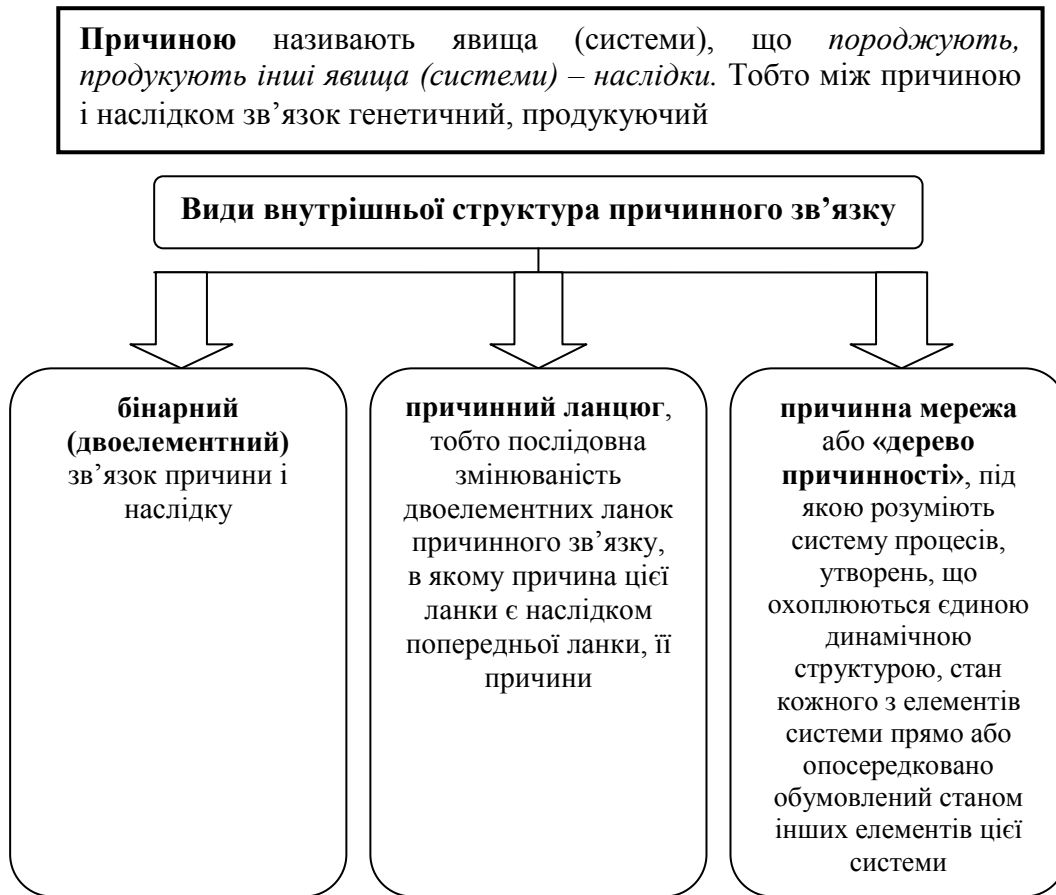 Причиною називають явища (системи), що породжують,
продукують інші явища (системи) – наслідки. Тобто між причиною
і наслідком зв’язок генетичний, продукуючий
Види внутрішньої структура причинного зв’язку
бінарний
(двоелементний)
зв’язок причини і
наслідку
причинний ланцюг,
тобто послідовна
змінюваність
двоелементних ланок
причинного зв’язку,
в якому причина цієї
ланки є наслідком
попередньої ланки, її
причини
причинна мережа
або «дерево
причинності», під
якою розуміють
систему процесів,
утворень, що
охоплюються єдиною
динамічною
структурою, стан
кожного з елементів
системи прямо або
опосередковано
обумовлений станом
інших елементів цієї
системи